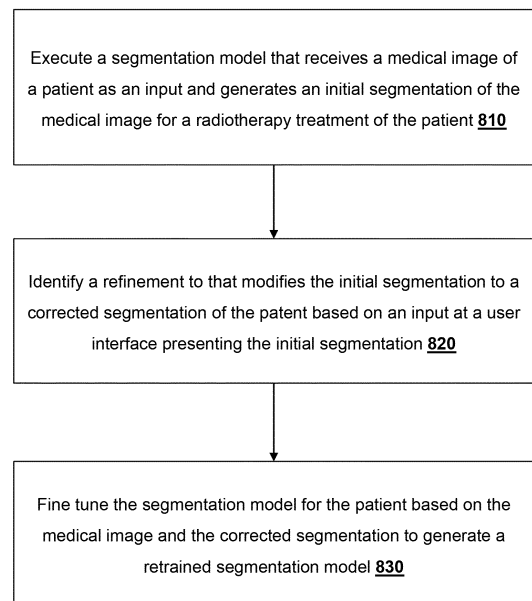 Execute a segmentation model that receives a medical image of
a patient as an input and generates an initial segmentation of the
medical image for a radiotherapy treatment of the patient 810
Identify a refinement to that modifies the initial segmentation to a
corrected segmentation of the patent based on an input at a user
interface presenting the initial segmentation 820
Fine tune the segmentation model for the patient based on the
medical image and the corrected segmentation to generate a
retrained segmentation model 830